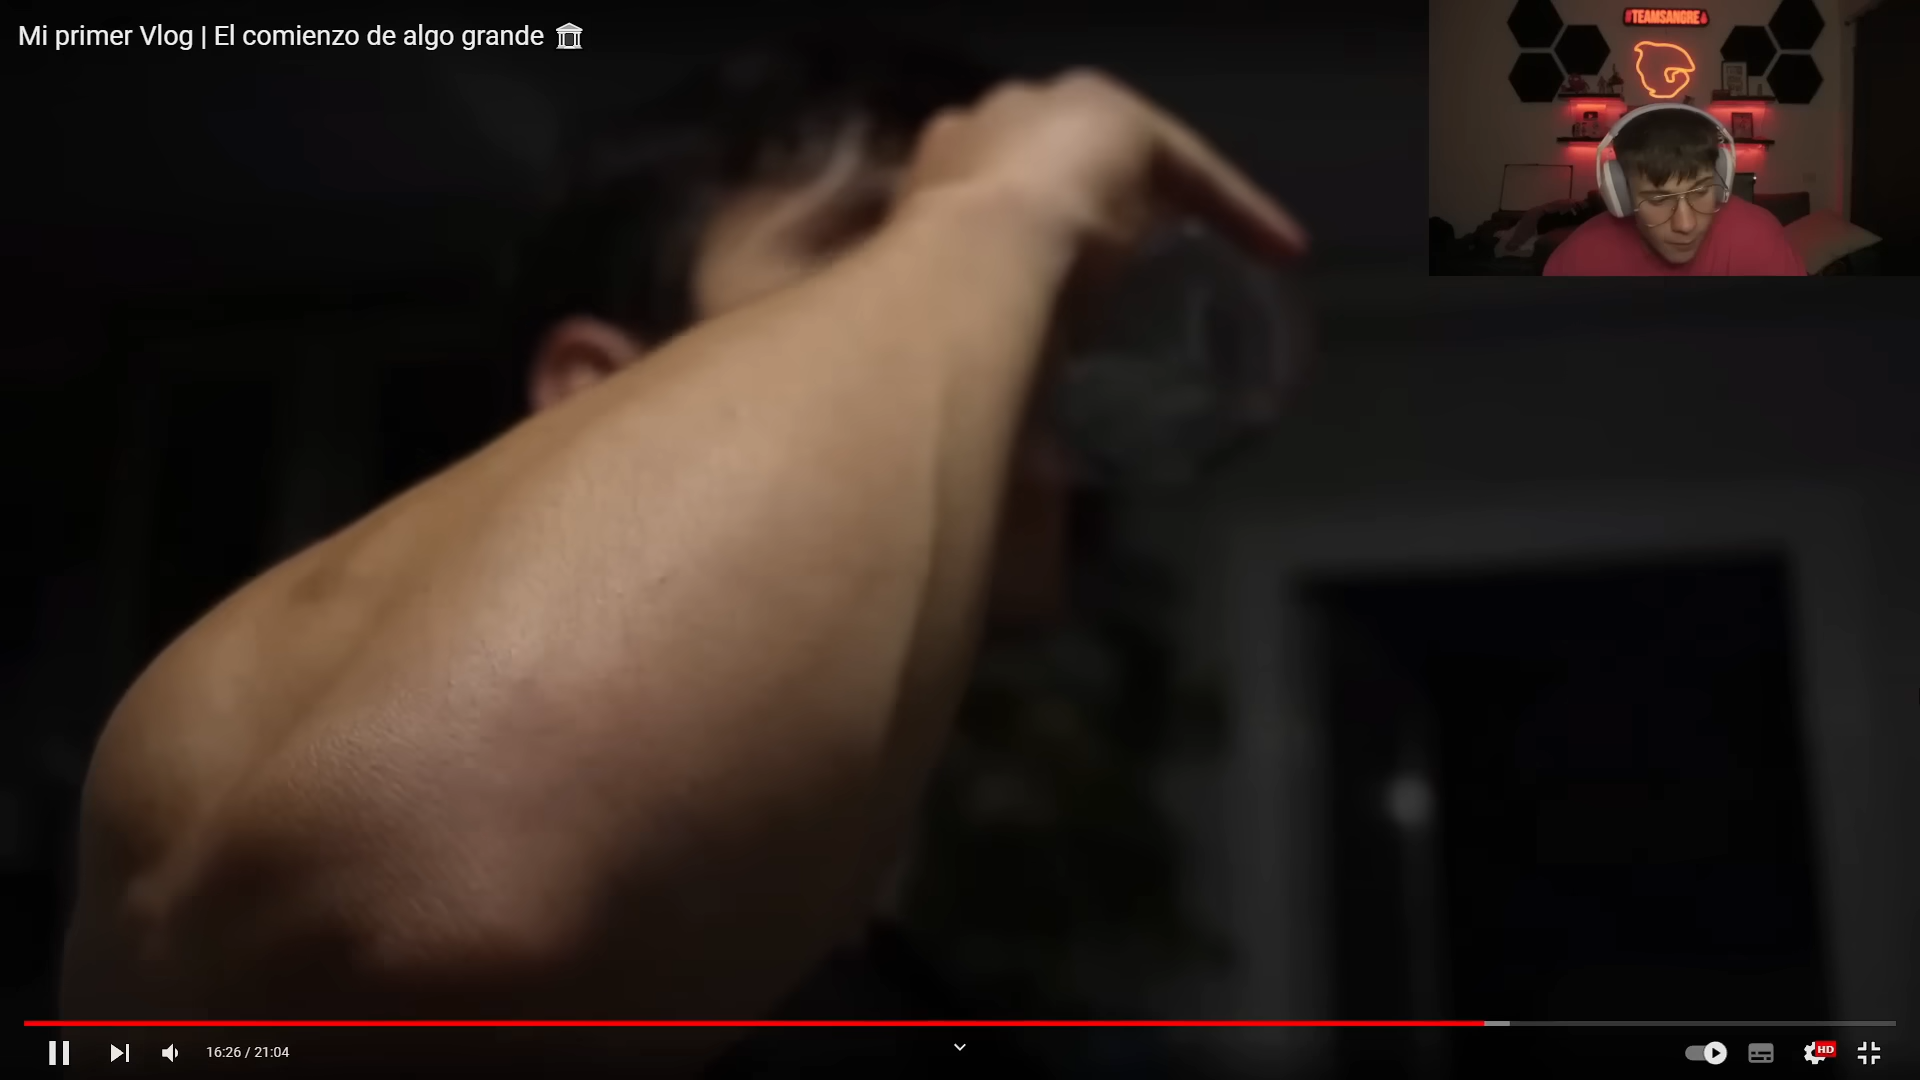 Mi primer Vlog | El comienzo de algo grande 🏛
#TEAMSANGRE
16:26 / 21:04
HD